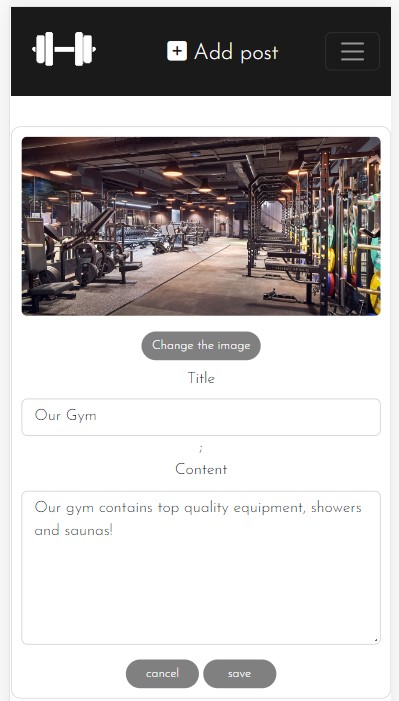 Add post
Change the image
Title
Our Gym
;
Content
Our gym contains top quality equipment, showers
and saunas!
cancel save